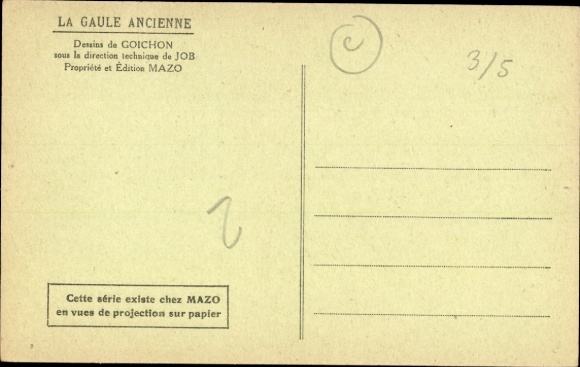 LA GAULE ANCIENNE
Dessins de GOICHON
sous la direction technique de JOB
Propriété et Édition MAZO
3/5
Cette série existe chez MAZO
en vues de projection sur papier